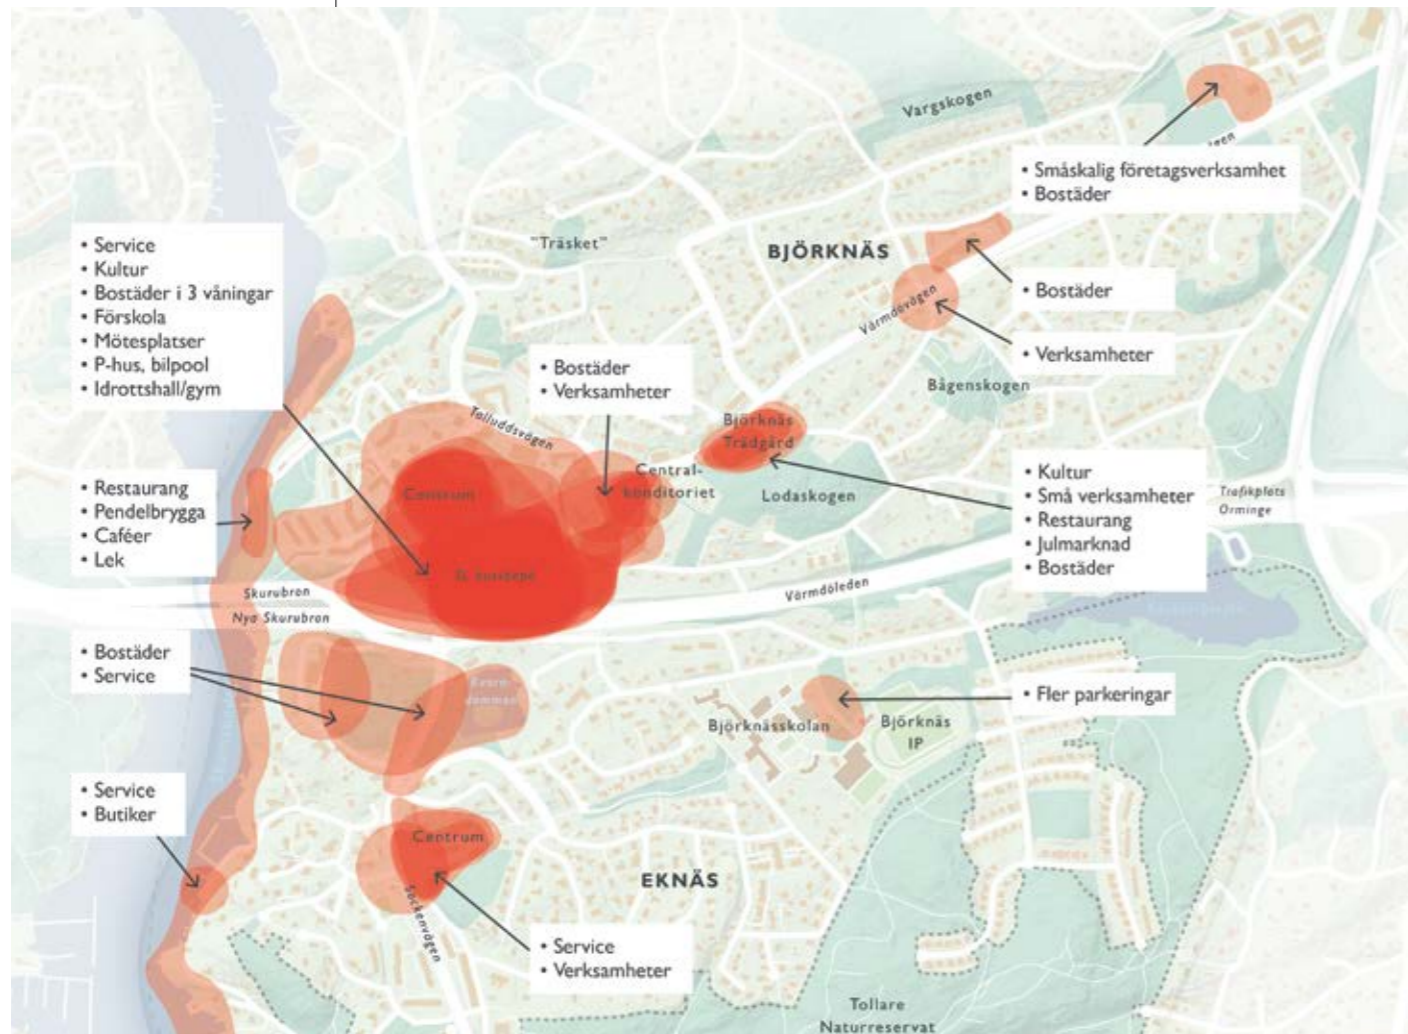 Vargskogen
• Småskalig företagsverksamhet
• Bostäder
"Träsket"
BJÖRKNÄS
• Service
• Kultur
• Bostäder i 3 våningar
• Förskola
• Mötesplatser
• P-hus, bilpool
• Idrottshall/gym
• Bostäder
Värmdövägen
• Verksamheter
• Bostäder
• Verksamheter
Bågenskogen
Talluddsvägen
Björknäs
Trädgård
Central-
konditoriet
Centrum
Lodaskogen
• Kultur
• Små verksamheter
• Restaurang
• Julmarknad
• Bostäder
Trafikplats
Orminge
• Restaurang
• Pendelbrygga
• Caféer
• Lek
Skurubron
Nya Skurubron
Värmdöleden
• Bostäder
• Service
• Fler parkeringar
Björknässkolan
Björknäs
IP
• Service
• Butiker
Centrum
EKNÄS
Sockenvägen
• Service
• Verksamheter
Tollare
Naturreservat